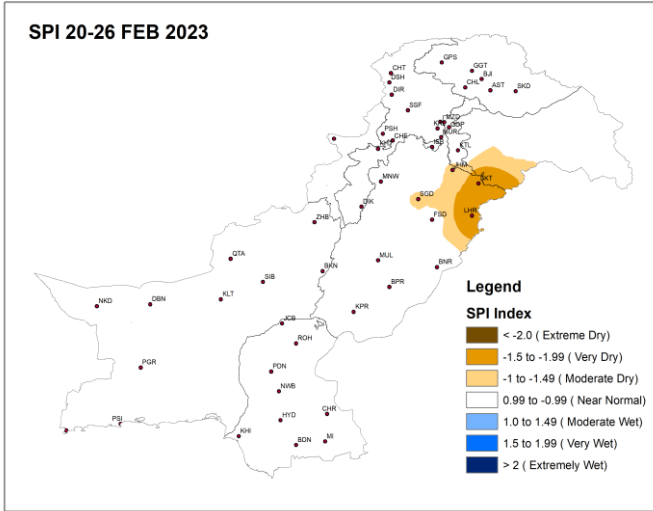 SPI 20-26 FEB 2023
GPS
CHT
GGT
DSH
BJI
CHL
AST
SKD
DIR
SSF
MZD
GDP
PSH
MUR
CHE
ISB
KTL
JHM
MNW
SKT
SGD
DIK
LHR
FSD
ZHB
QTA
MUL
BKN
BNR
SIB
BPR
KLT
NKD
DBN
KPR
JCB
ROH
PGR
PDN
NWB
PSI
HYD
CHR
KHI
BDN
MI
Legend
SPI Index
< -2.0 ( Extreme Dry)
-1.5 to -1.99 ( Very Dry)
-1 to -1.49 ( Moderate Dry)
0.99 to -0.99 ( Near Normal)
1.0 to 1.49 ( Moderate Wet)
1.5 to 1.99 ( Very Wet)
> 2 ( Extremely Wet)